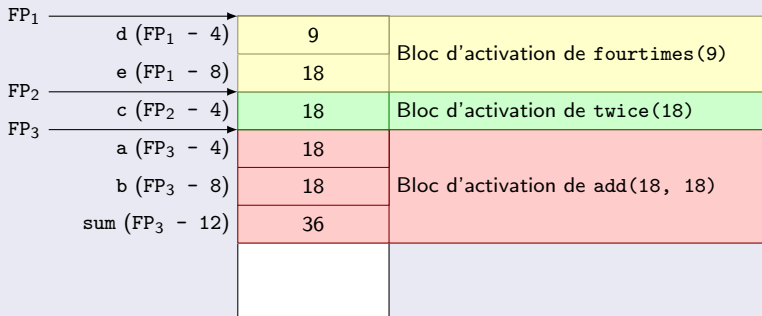 FP₁
d (FP₁ - 4) 9
Bloc d'activation de fourtimes(9)
e (FP₁ - 8) 18
FP₂
c (FP₂ - 4) 18 Bloc d'activation de twice(18)
FP₃
a (FP₃ - 4) 18
b (FP₃ - 8) 18 Bloc d'activation de add(18, 18)
sum (FP₃ - 12) 36